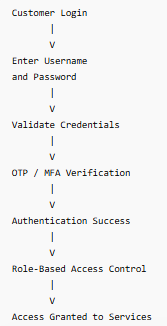 Customer Login
|
V
Enter Username
and Password
|
V
Validate Credentials
|
V
OTP / MFA Verification
|
V
Authentication Success
|
V
Role-Based Access Control
|
V
Access Granted to Services